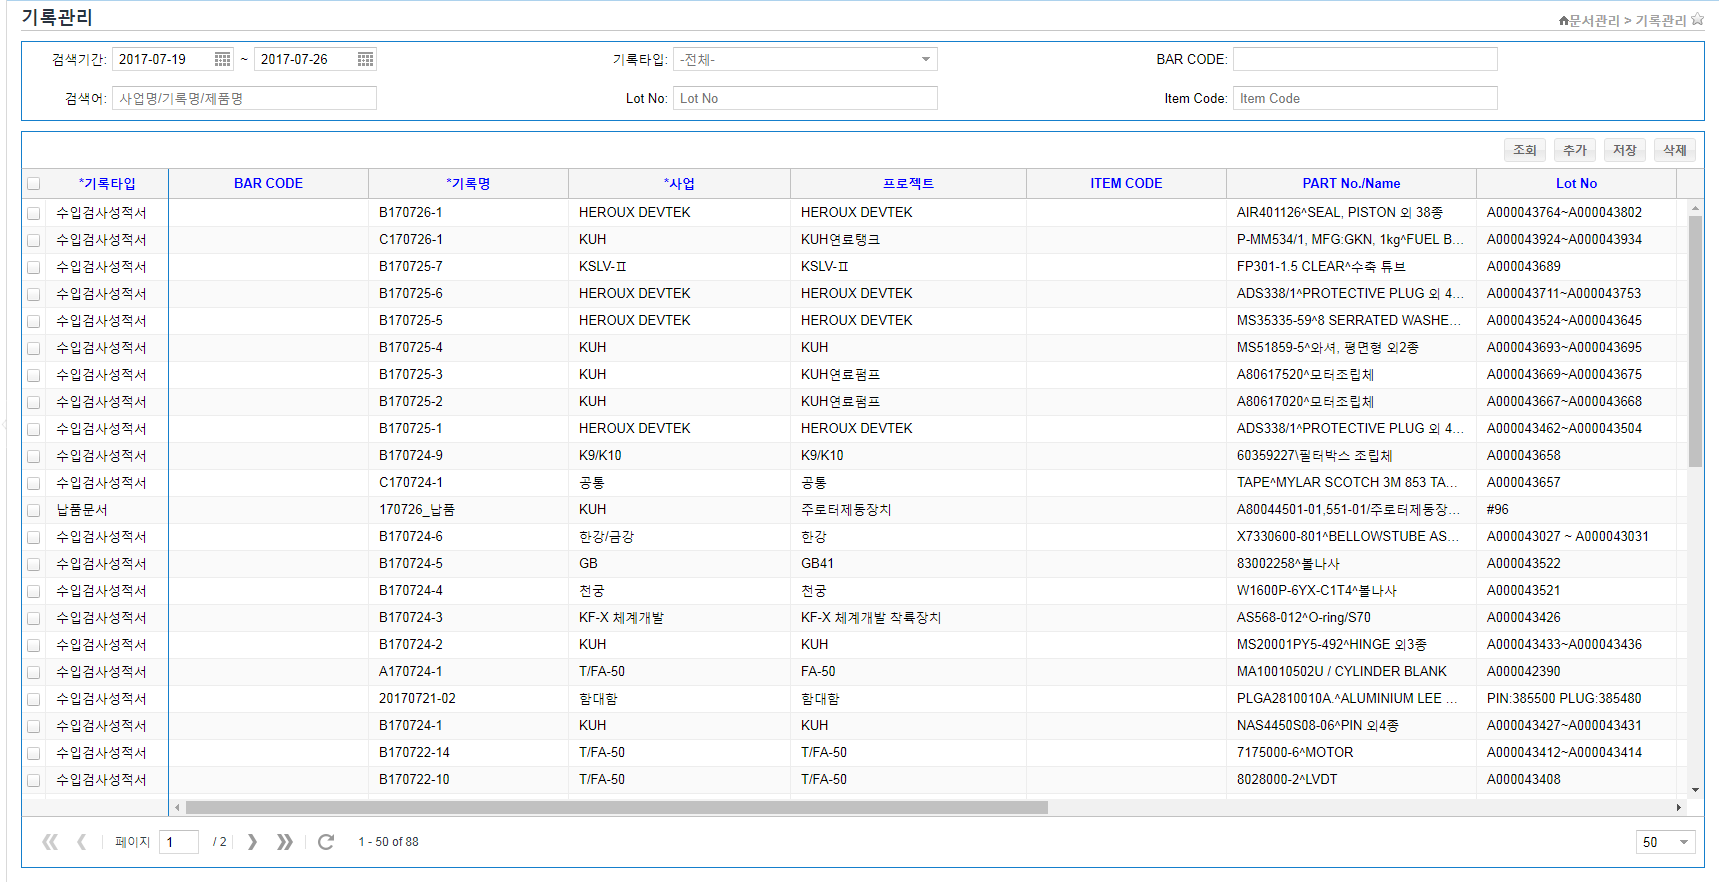 기록관리
문서관리 > 기록관리
검색기간: 2017-07-19 ~ 2017-07-26 기록타입: -전체- BAR CODE:
검색어: 사업명/기록명/제품명 Lot No: Lot No Item Code: Item Code
조회 추가 저장 삭제
*기록타입 BAR CODE *기록명 *사업 프로젝트 ITEM CODE PART No./Name Lot No
수입검사성적서 B170726-1 HEROUX DEVTEK HEROUX DEVTEK AIR401126^SEAL, PISTON 외 38종 A000043764~A000043802
수입검사성적서 C170726-1 KUH KUH연료탱크 P-MM534/1, MFG:GKN, 1kg^FUEL B... A000043924~A000043934
수입검사성적서 B170725-7 KSLV-Ⅱ KSLV-Ⅱ FP301-1.5 CLEAR^수축 튜브 A000043689
수입검사성적서 B170725-6 HEROUX DEVTEK HEROUX DEVTEK ADS338/1^PROTECTIVE PLUG 외 4... A000043711~A000043753
수입검사성적서 B170725-5 HEROUX DEVTEK HEROUX DEVTEK MS35335-59^8 SERRATED WASHE... A000043524~A000043645
수입검사성적서 B170725-4 KUH KUH MS51859-5^와셔, 평면형 외2종 A000043693~A000043695
수입검사성적서 B170725-3 KUH KUH연료펌프 A80617520^모터조립체 A000043669~A000043675
수입검사성적서 B170725-2 KUH KUH연료펌프 A80617020^모터조립체 A000043667~A000043668
수입검사성적서 B170725-1 HEROUX DEVTEK HEROUX DEVTEK ADS338/1^PROTECTIVE PLUG 외 4... A000043462~A000043504
수입검사성적서 B170724-9 K9/K10 K9/K10 60359227\필터박스 조립체 A000043658
수입검사성적서 C170724-1 공통 공통 TAPE^MYLAR SCOTCH 3M 853 TA... A000043657
납품문서 170726_납품 KUH 주로터제동장치 A80044501-01,551-01/주로터제동장... #96
수입검사성적서 B170724-6 한강/금강 한강 X7330600-801^BELLOWSTUBE AS... A000043027 ~ A000043031
수입검사성적서 B170724-5 GB GB41 83002258^볼나사 A000043522
수입검사성적서 B170724-4 천궁 천궁 W1600P-6YX-C1T4^볼나사 A000043521
수입검사성적서 B170724-3 KF-X 체계개발 KF-X 체계개발 착륙장치 AS568-012^O-ring/S70 A000043426
수입검사성적서 B170724-2 KUH KUH MS20001PY5-492^HINGE 외3종 A000043433~A000043436
수입검사성적서 A170724-1 T/FA-50 FA-50 MA10010502U / CYLINDER BLANK A000042390
수입검사성적서 20170721-02 함대함 함대함 PLGA2810010A.^ALUMINIUM LEE ... PIN:385500 PLUG:385480
수입검사성적서 B170724-1 KUH KUH NAS4450S08-06^PIN 외4종 A000043427~A000043431
수입검사성적서 B170722-14 T/FA-50 T/FA-50 7175000-6^MOTOR A000043412~A000043414
수입검사성적서 B170722-10 T/FA-50 T/FA-50 8028000-2^LVDT A000043408
페이지 1 / 2 1 - 50 of 88 50